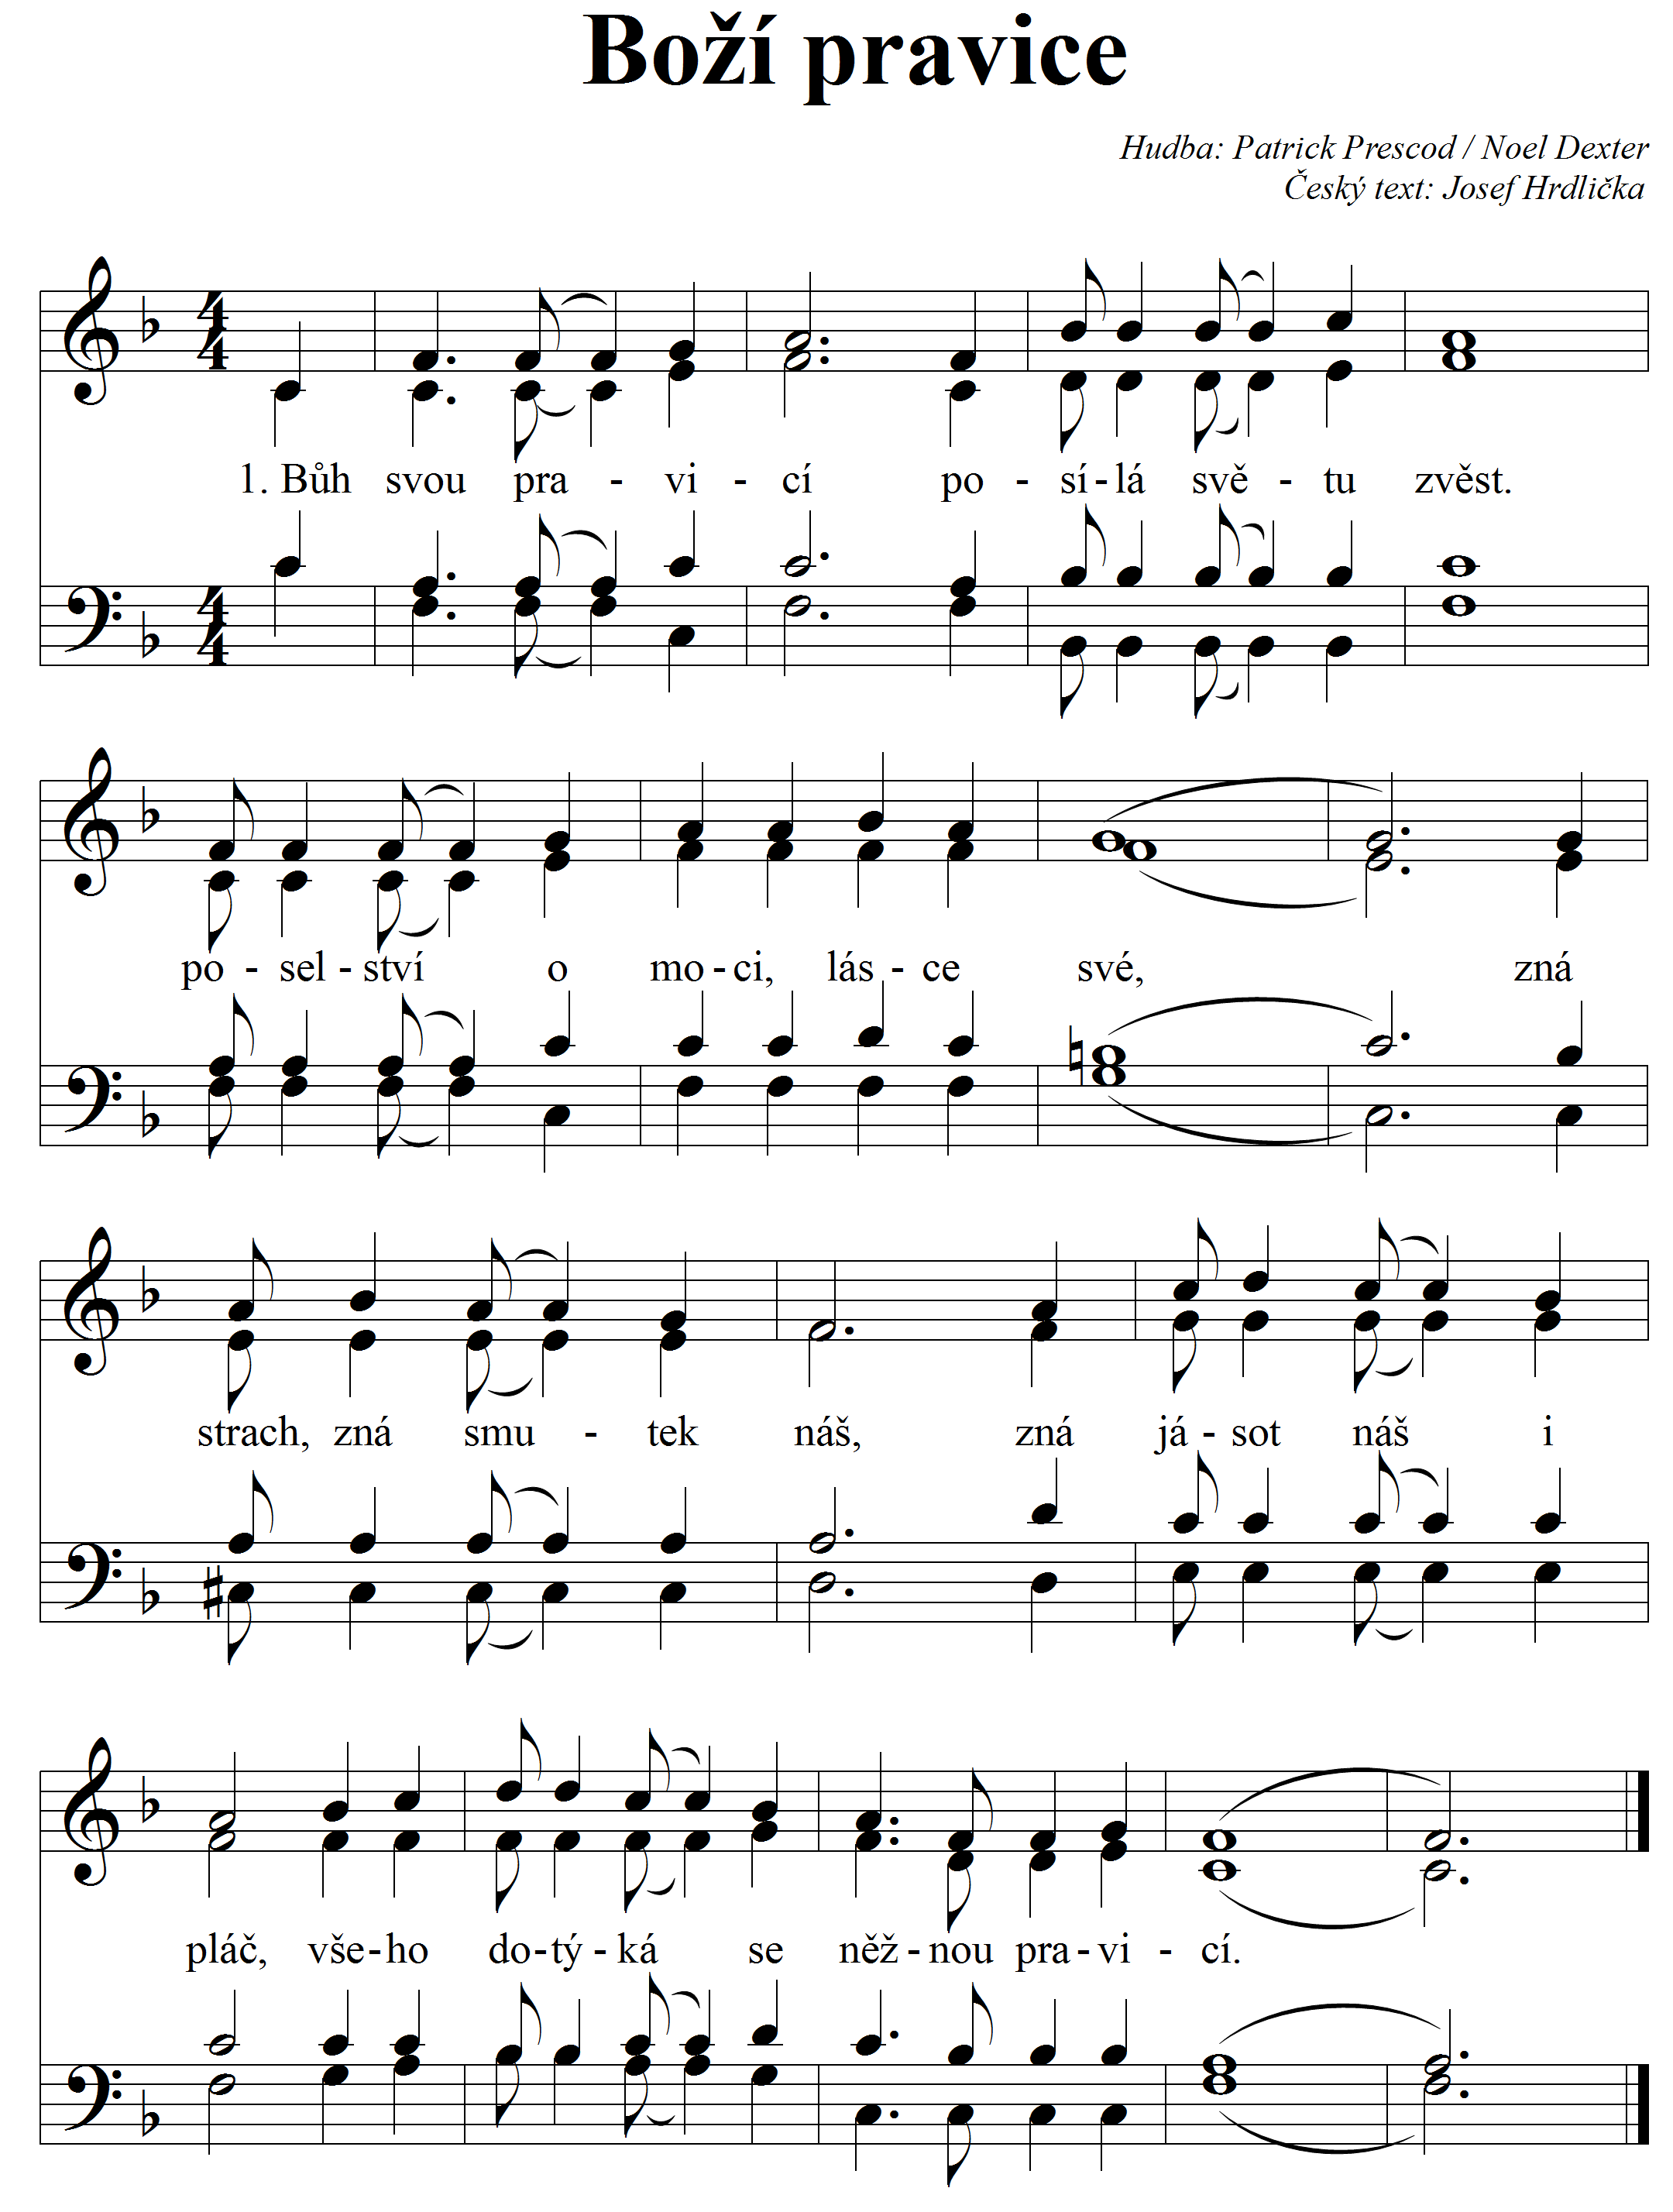 Boží pravice
Hudba: Patrick Prescod / Noel Dexter
Český text: Josef Hrdlička
1. Bůh svou pra - vi - cí po - sí - lá svě - tu zvěst.
po - sel - ství o mo - ci, lás - ce své, zná
strach, zná smu - tek náš, zná já - sot náš i
pláč, vše - ho do - tý - ká se něž - nou pra - vi - cí.